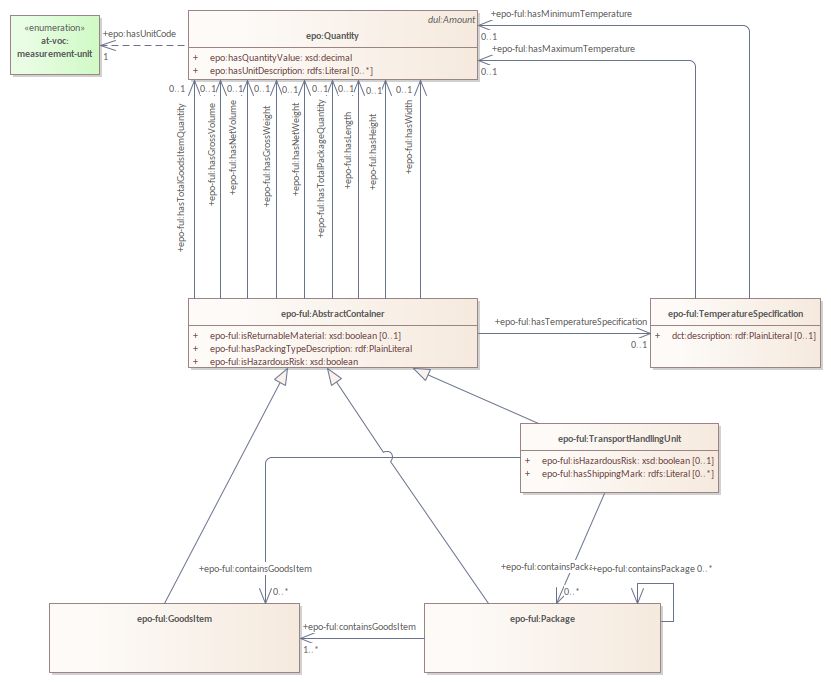 «enumeration»
at-voc:
measurement-unit
+epo:hasUnitCode
1
dul:Amount
epo:Quantity
+ epo:hasQuantityValue: xsd:decimal
+ epo:hasUnitDescription: rdfs:Literal [0..*]
+epo-ful:hasMinimumTemperature
0..1
+epo-ful:hasMaximumTemperature
0..1
0..1
0..1
0..1
0..1
0..1
0..1
0..1
0..1
0..1
+epo-ful:hasTotalGoodsItemQuantity
+epo-ful:hasGrossVolume
+epo-ful:hasNetVolume
+epo-ful:hasGrossWeight
+epo-ful:hasNetWeight
+epo-ful:hasTotalPackageQuantity
+epo-ful:hasLength
+epo-ful:hasHeight
+epo-ful:hasWidth
epo-ful:AbstractContainer
+ epo-ful:isReturnableMaterial: xsd:boolean [0..1]
+ epo-ful:hasPackingTypeDescription: rdf:PlainLiteral
+ epo-ful:isHazardousRisk: xsd:boolean
+epo-ful:hasTemperatureSpecification
0..1
epo-ful:TemperatureSpecification
+ dct:description: rdf:PlainLiteral [0..1]
epo-ful:TransportHandlingUnit
+ epo-ful:isHazardousRisk: xsd:boolean [0..1]
+ epo-ful:hasShippingMark: rdfs:Literal [0..*]
+epo-ful:containsGoodsItem
0..*
+epo-ful:containsPacka
0..*
+epo-ful:containsPackage 0..*
epo-ful:GoodsItem
+epo-ful:containsGoodsItem
1..*
epo-ful:Package